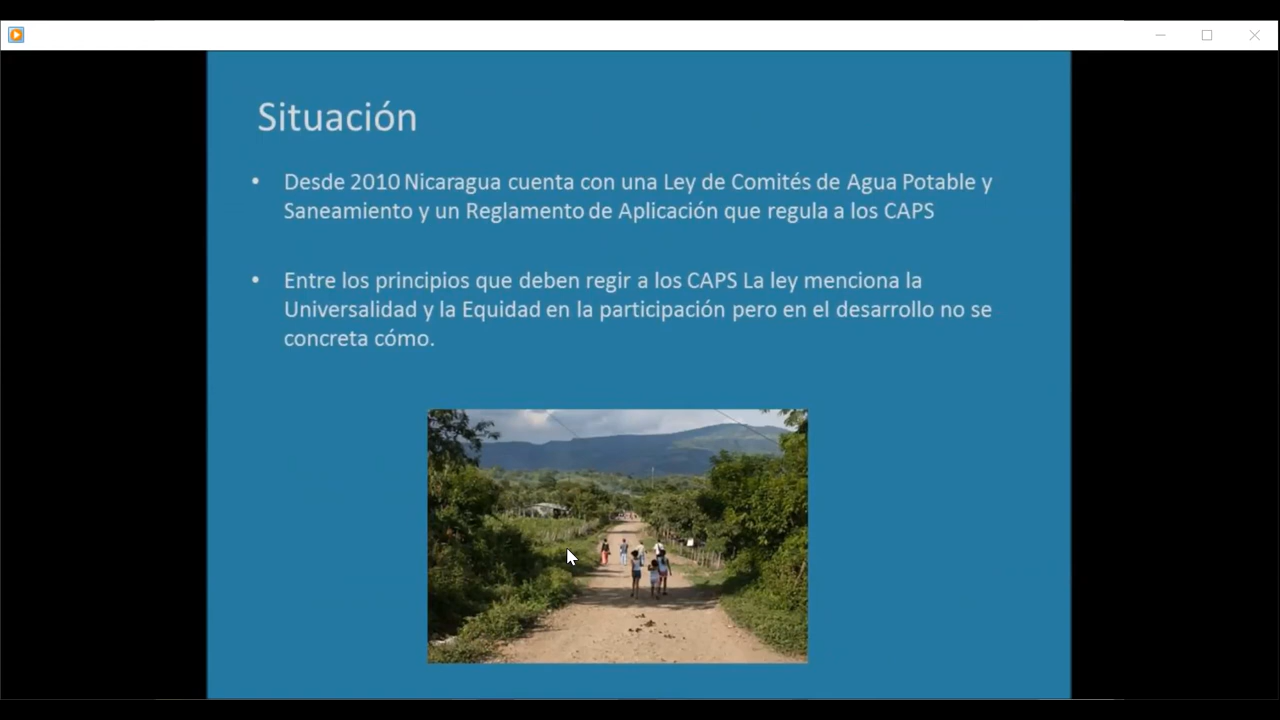 Situación
• Desde 2010 Nicaragua cuenta con una Ley de Comités de Agua Potable y
Saneamiento y un Reglamento de Aplicación que regula a los CAPS
• Entre los principios que deben regir a los CAPS La ley menciona la
Universalidad y la Equidad en la participación pero en el desarrollo no se
concreta cómo.